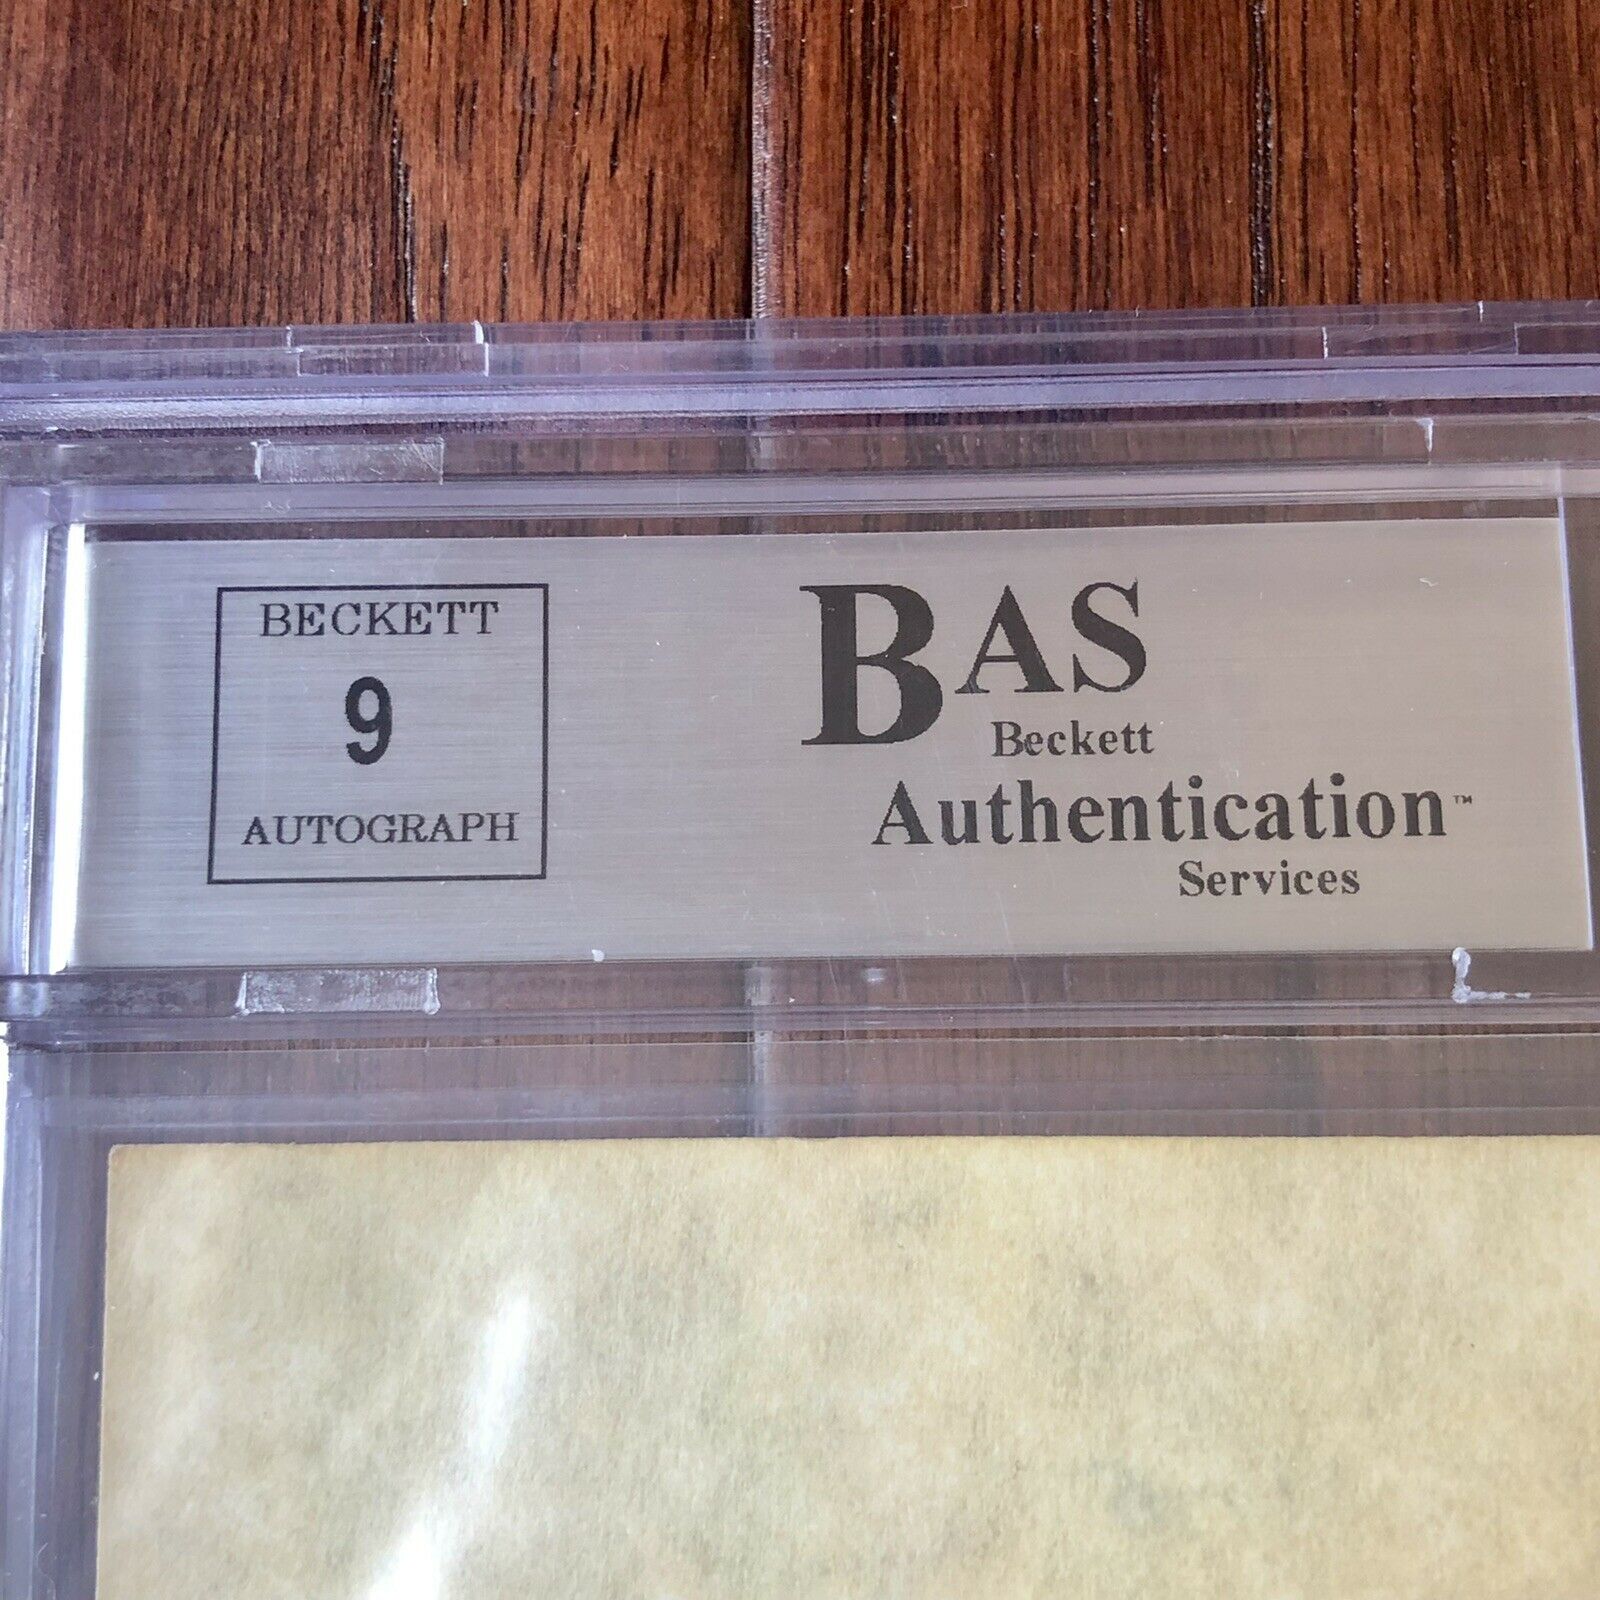 BECKETT
9
AUTOGRAPH
BAS
Beckett
Authentication™
Services